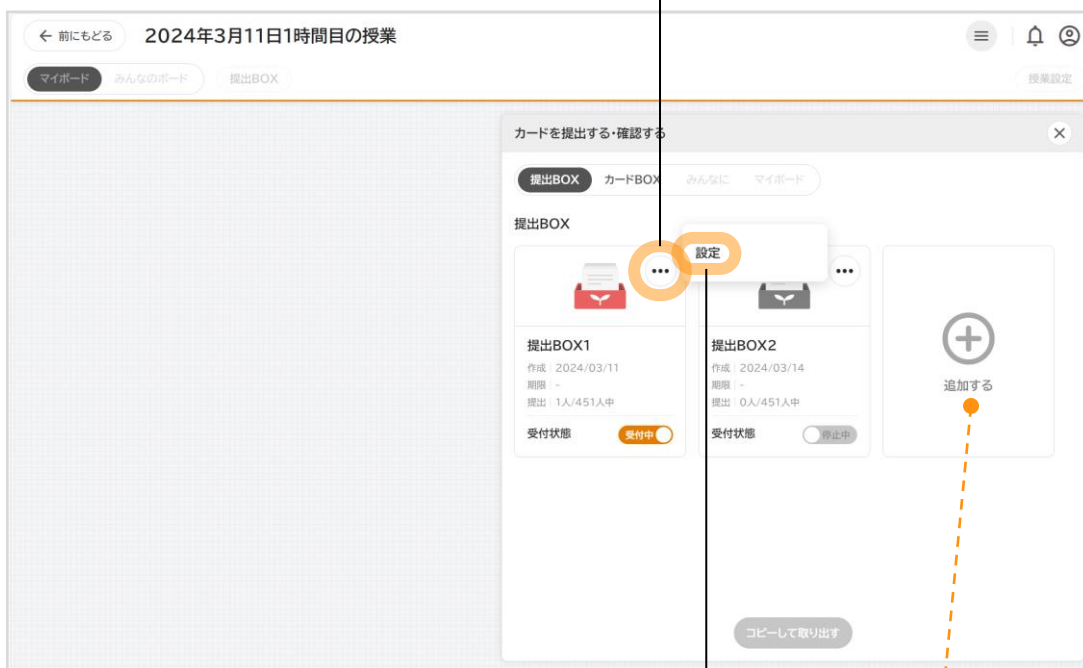 前にもどる
2024年3月11日1時間目の授業
マイボード みんなのボード 提出BOX
授業設定
カードを提出する・確認する
提出BOX カードBOX みんなに マイボード
提出BOX
設定
提出BOX1
作成 2024/03/11
期限 -
提出 1人/451人中
受付状態 受付中
提出BOX2
作成 2024/03/14
期限 -
提出 0人/451人中
受付状態 停止中
追加する
コピーして取り出す